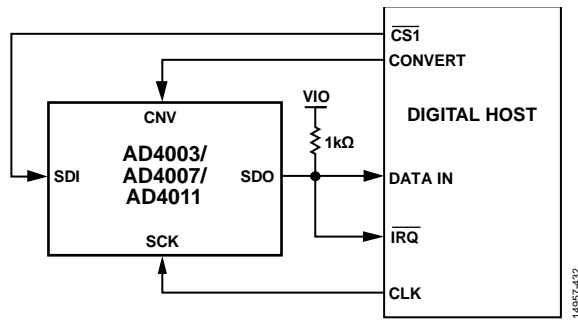 CS1
CONVERT
VIO
CNV
DIGITAL HOST
1kΩ
AD4003/
AD4007/
AD4011
SDI
SDO
DATA IN
IRQ
SCK
CLK
14957-432